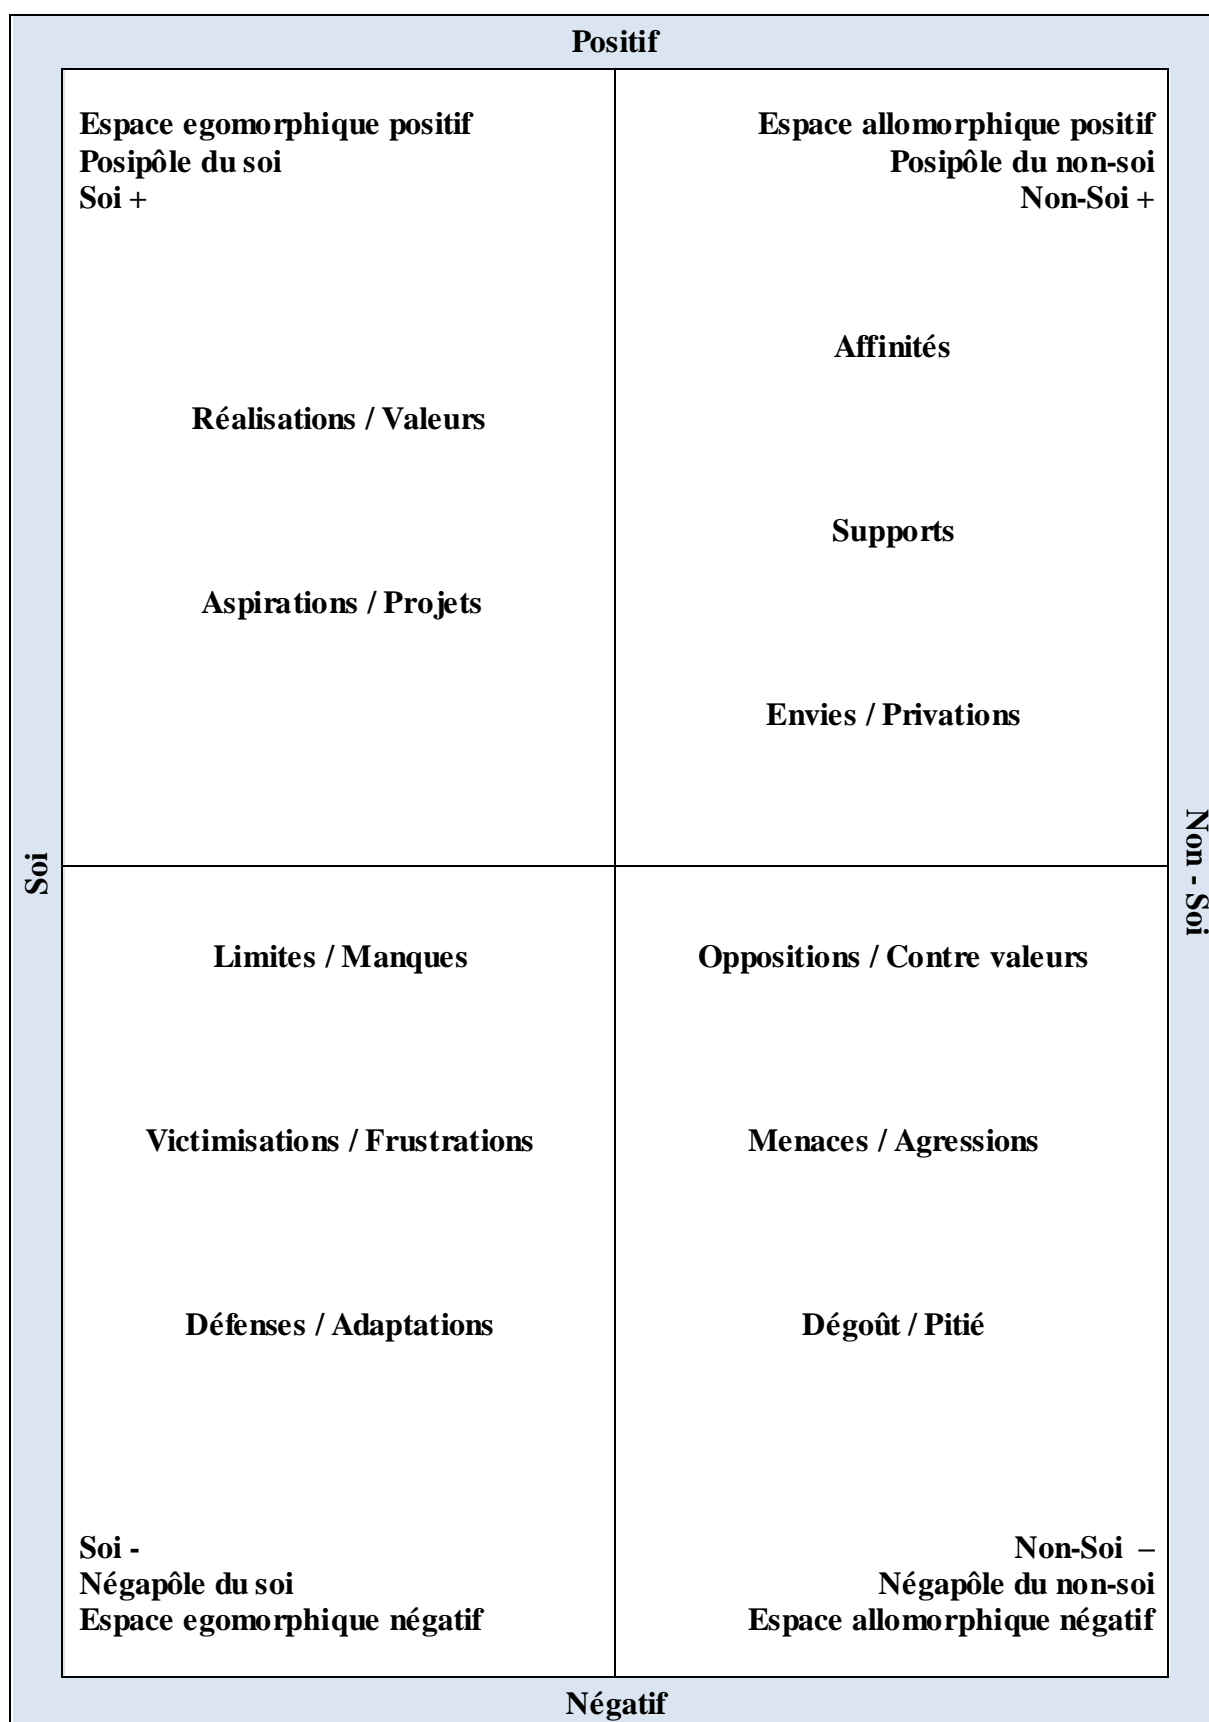 Positif
Espace egomorphique positif
Posipôle du soi
Soi +
Réalisations / Valeurs
Aspirations / Projets
Espace allomorphique positif
Posipôle du non-soi
Non-Soi +
Affinités
Supports
Envies / Privations
Soi
Non - Soi
Limites / Manques
Victimisations / Frustrations
Défenses / Adaptations
Soi -
Négapôle du soi
Espace egomorphique négatif
Oppositions / Contre valeurs
Menaces / Agressions
Dégoût / Pitié
Non-Soi –
Négapôle du non-soi
Espace allomorphique négatif
Négatif